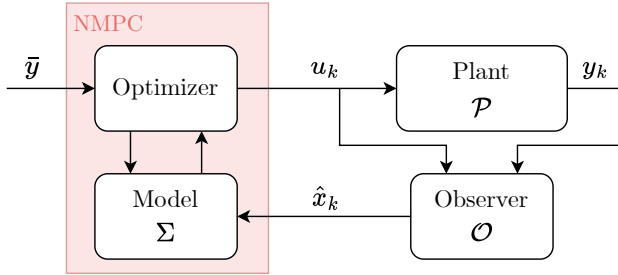 NMPC
ȳ
Optimizer
u_k
Plant
𝒫
y_k
Model
Σ
x̂_k
Observer
𝒪